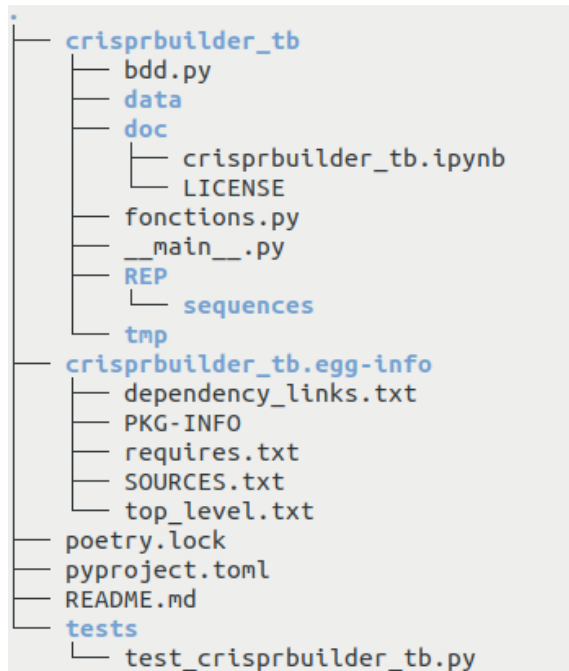 .
crisprbuilder_tb
bdd.py
data
doc
crisprbuilder_tb.ipynb
LICENSE
fonctions.py
__main__.py
REP
sequences
tmp
crisprbuilder_tb.egg-info
dependency_links.txt
PKG-INFO
requires.txt
SOURCES.txt
top_level.txt
poetry.lock
pyproject.toml
README.md
tests
test_crisprbuilder_tb.py